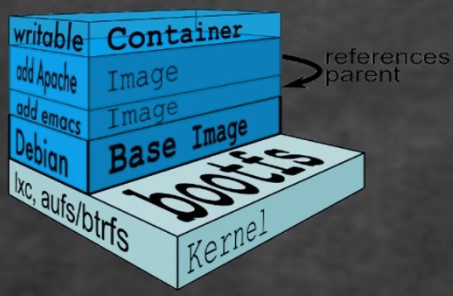 writable Container
add Apache Image
add emacs Image
Debian Base Image
references
parent
lxc, aufs/btrfs
bootfs
Kernel